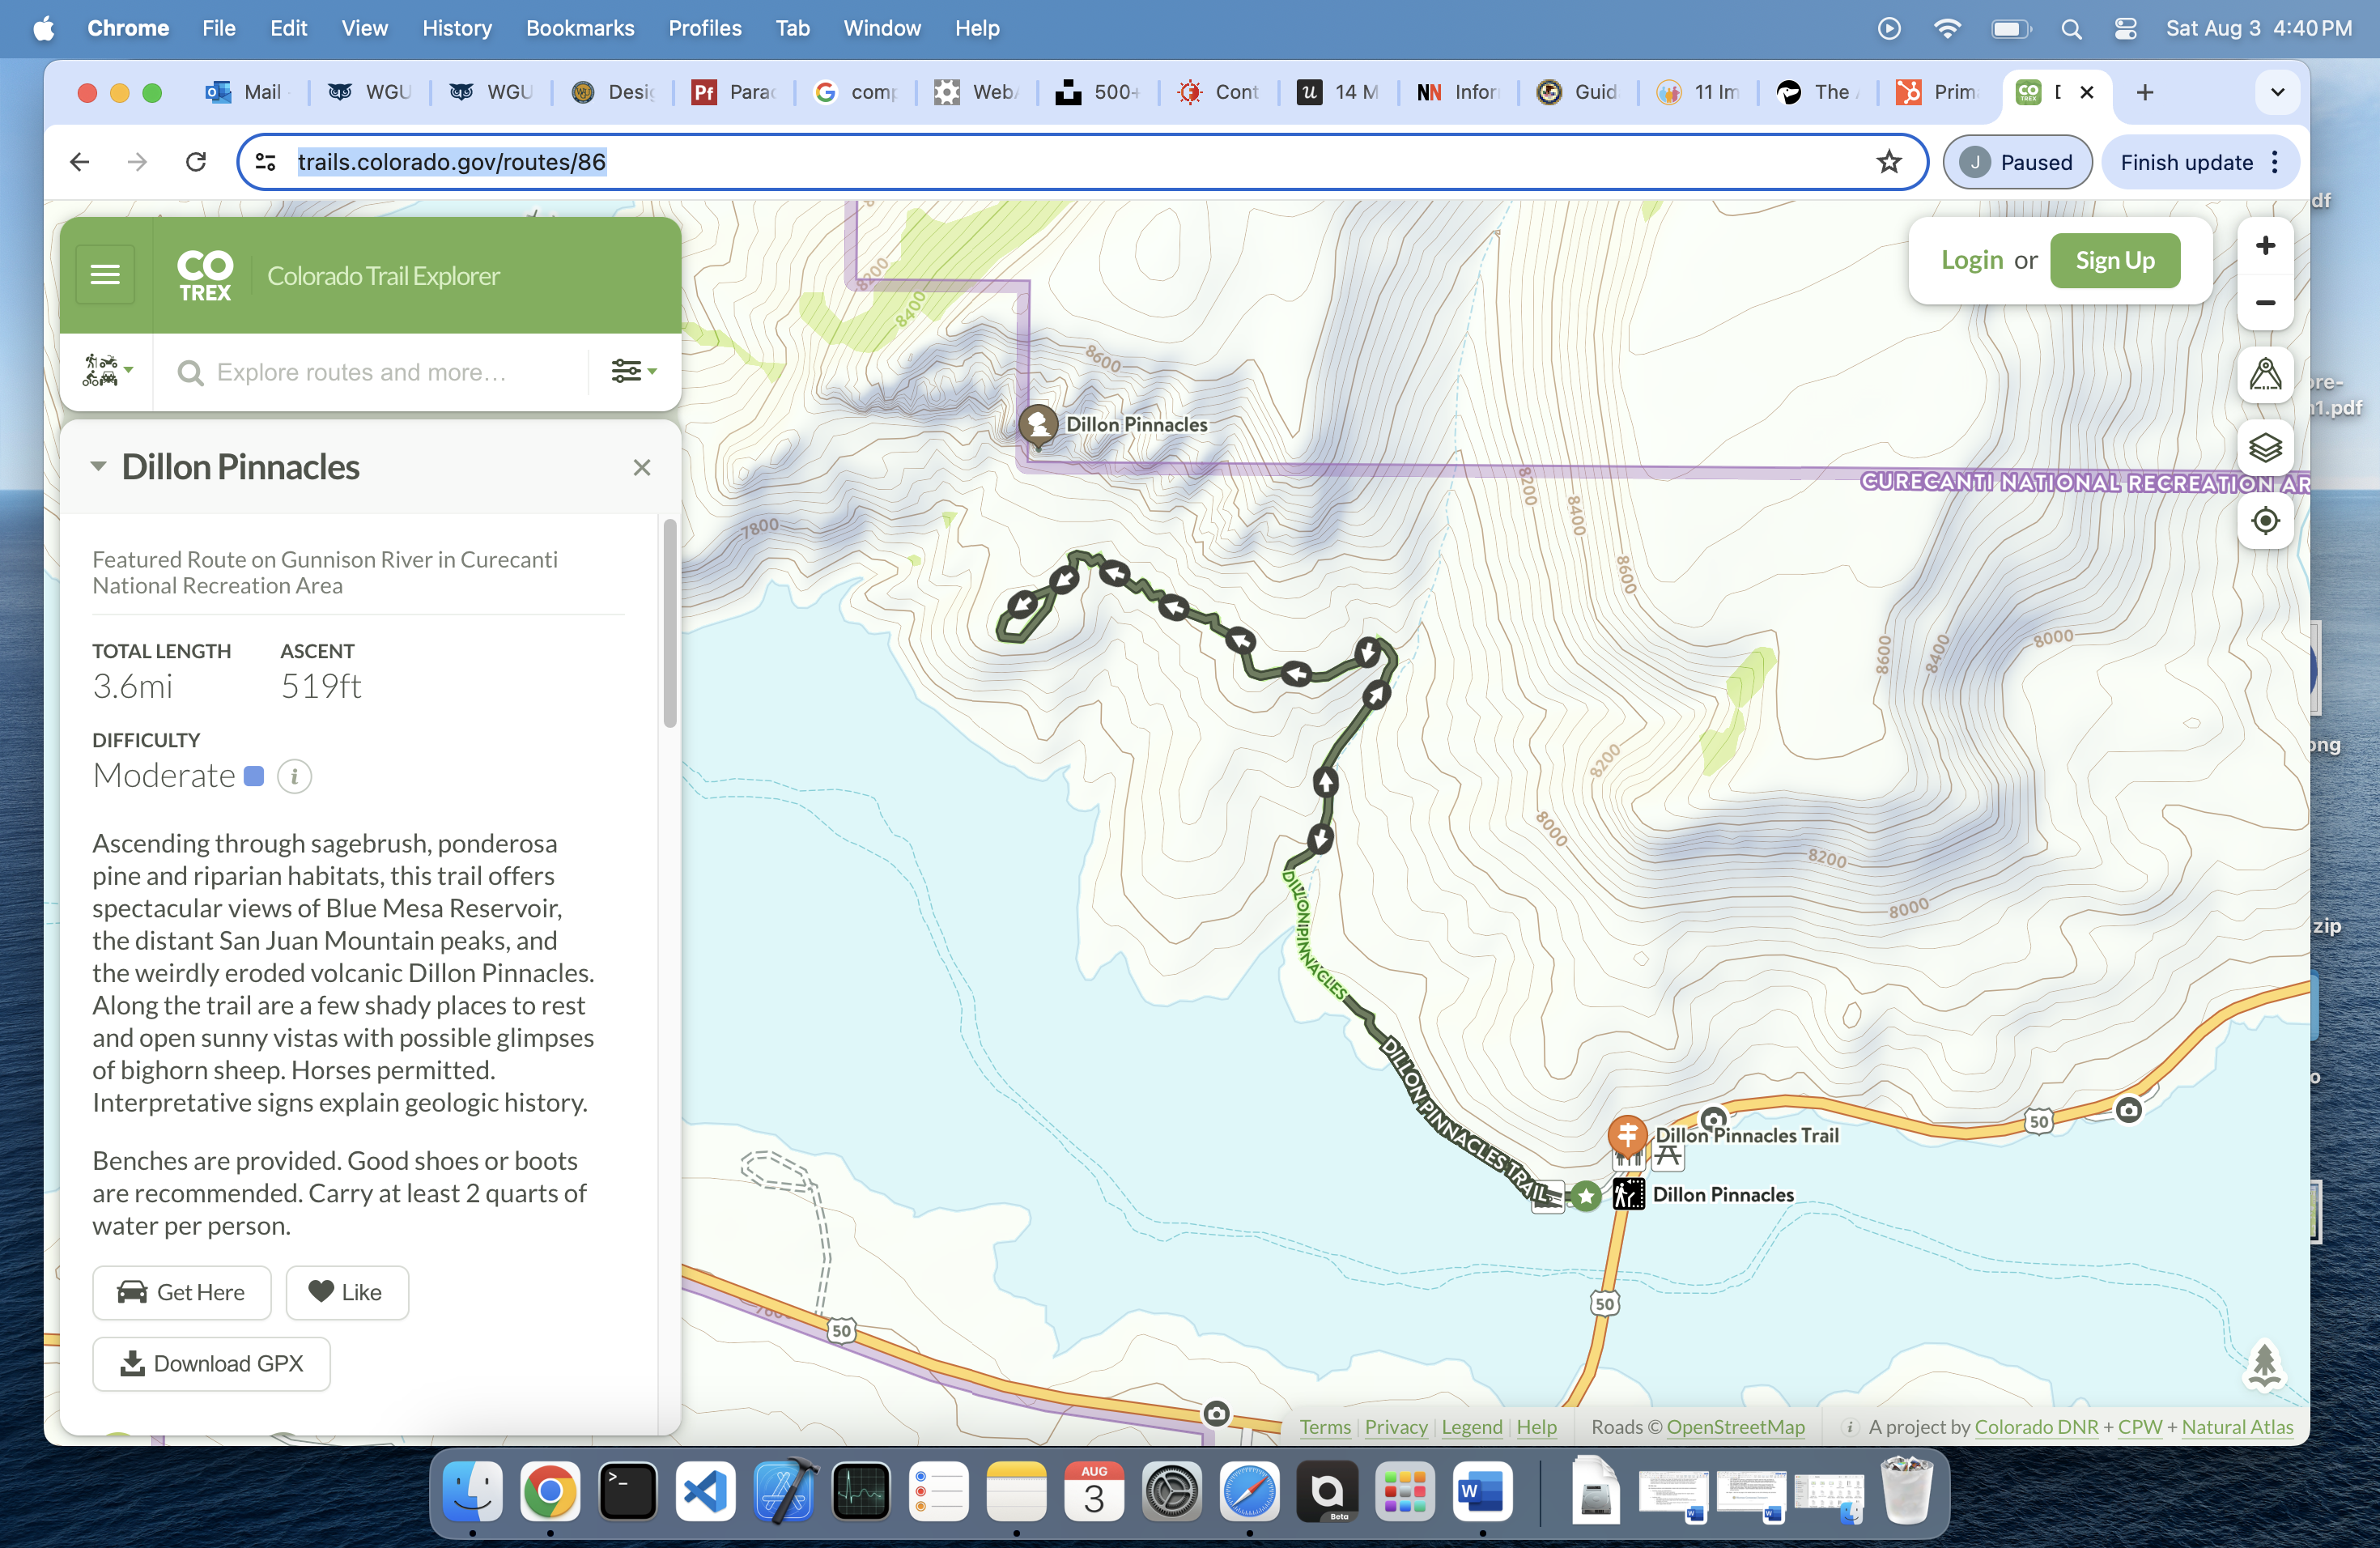 Chrome File Edit View History Bookmarks Profiles Tab Window Help Sat Aug 3 4:40 PM
Mail WGU WGU Desi Pf Parac comp Web 500+ Cont 14 M NN Infor Guid 11 Im The Prim
trails.colorado.gov/routes/86 J Paused Finish update
CO TREX Colorado Trail Explorer
Login or Sign Up
Explore routes and more…
Dillon Pinnacles
Featured Route on Gunnison River in Curecanti
National Recreation Area
TOTAL LENGTH ASCENT
3.6mi 519ft
DIFFICULTY
Moderate i
Ascending through sagebrush, ponderosa
pine and riparian habitats, this trail offers
spectacular views of Blue Mesa Reservoir,
the distant San Juan Mountain peaks, and
the weirdly eroded volcanic Dillon Pinnacles.
Along the trail are a few shady places to rest
and open sunny vistas with possible glimpses
of bighorn sheep. Horses permitted.
Interpretative signs explain geologic history.
Benches are provided. Good shoes or boots
are recommended. Carry at least 2 quarts of
water per person.
Get Here Like
Download GPX
8200
8400
8600
Dillon Pinnacles
CURECANTI NATIONAL RECREATION AR
7800
8200
8400
8600
8600
8400
8000
8200
8000
8200
8000
DILLON PINNACLES
DILLON PINNACLES TRAIL
Dillon Pinnacles Trail
Dillon Pinnacles
50
50
50
Terms Privacy Legend Help Roads © OpenStreetMap i A project by Colorado DNR + CPW + Natural Atlas
df
n1.pdf
png
.zip
AUG
3
Beta
W